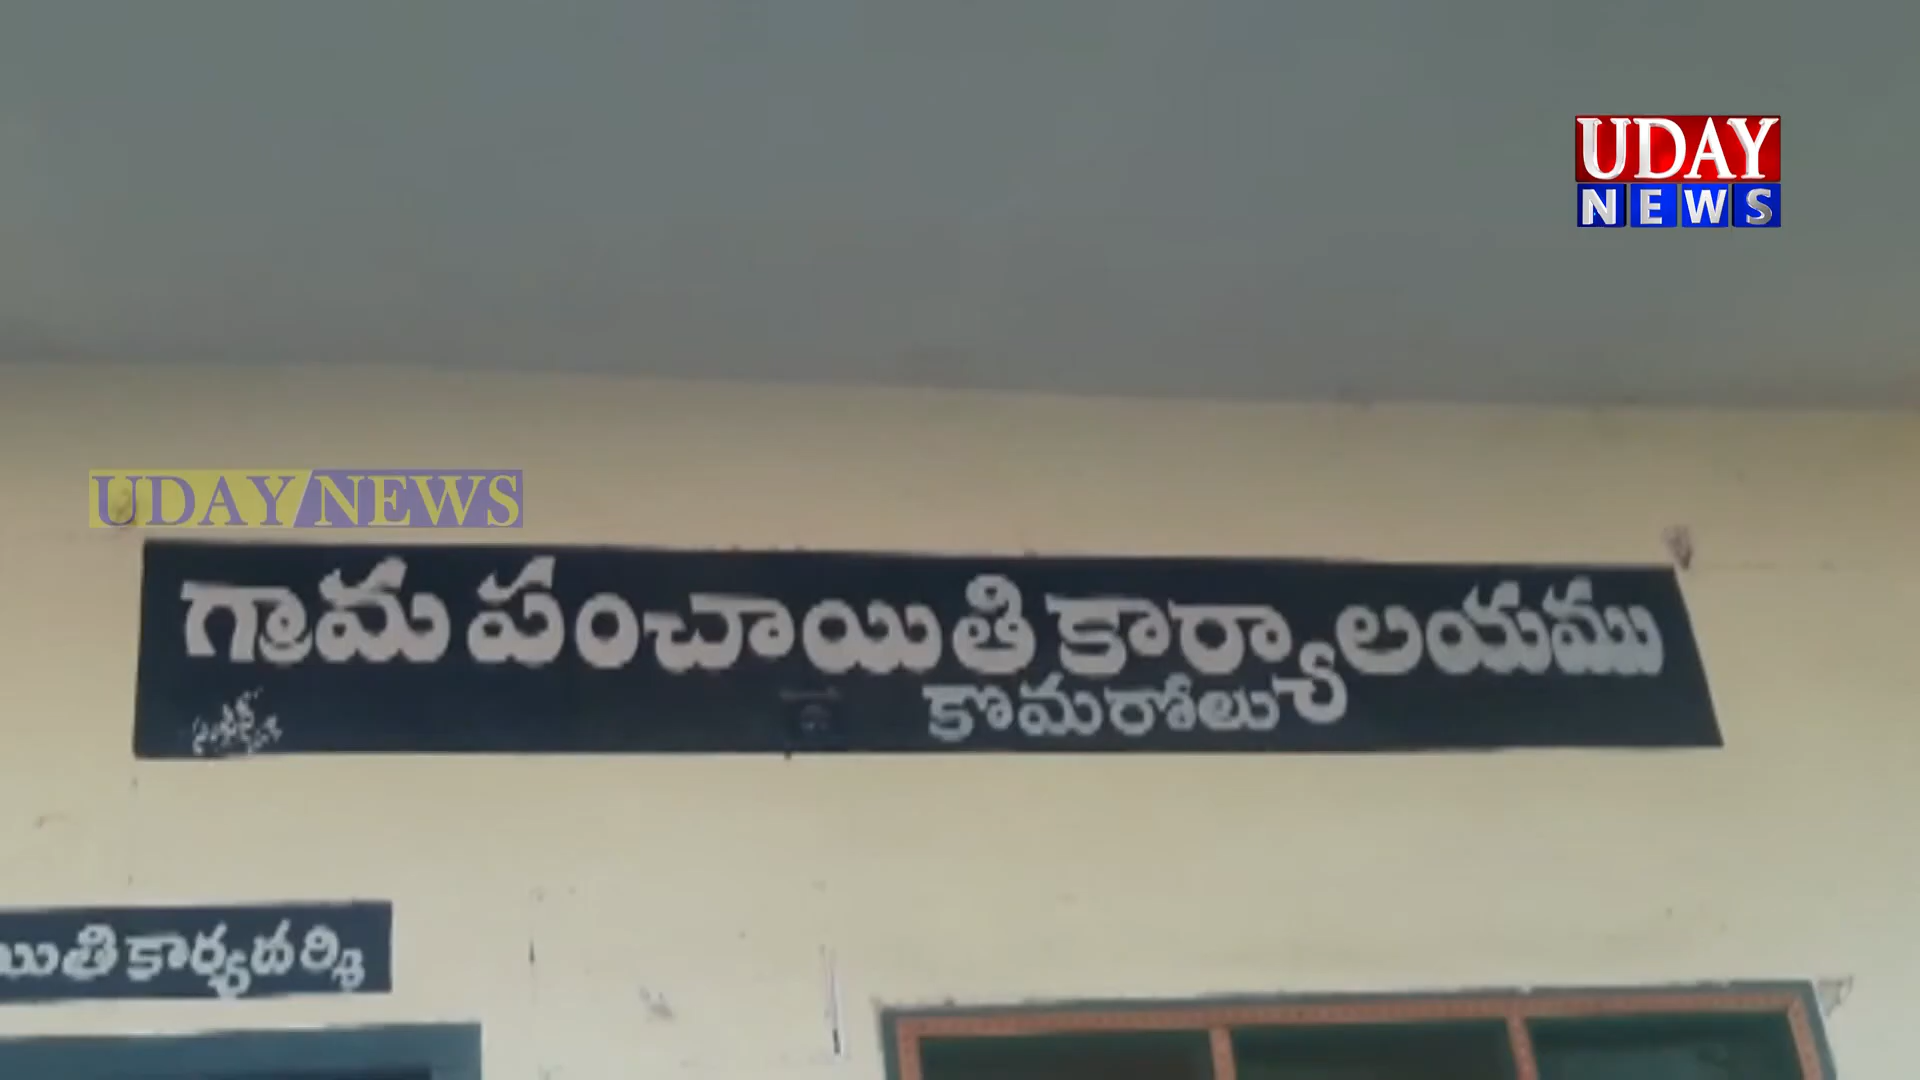 UDAY
NEWS
UDAY NEWS
గ్రామ పంచాయితి కార్యాలయము
కొమరోలు
యితి కార్యదర్శి